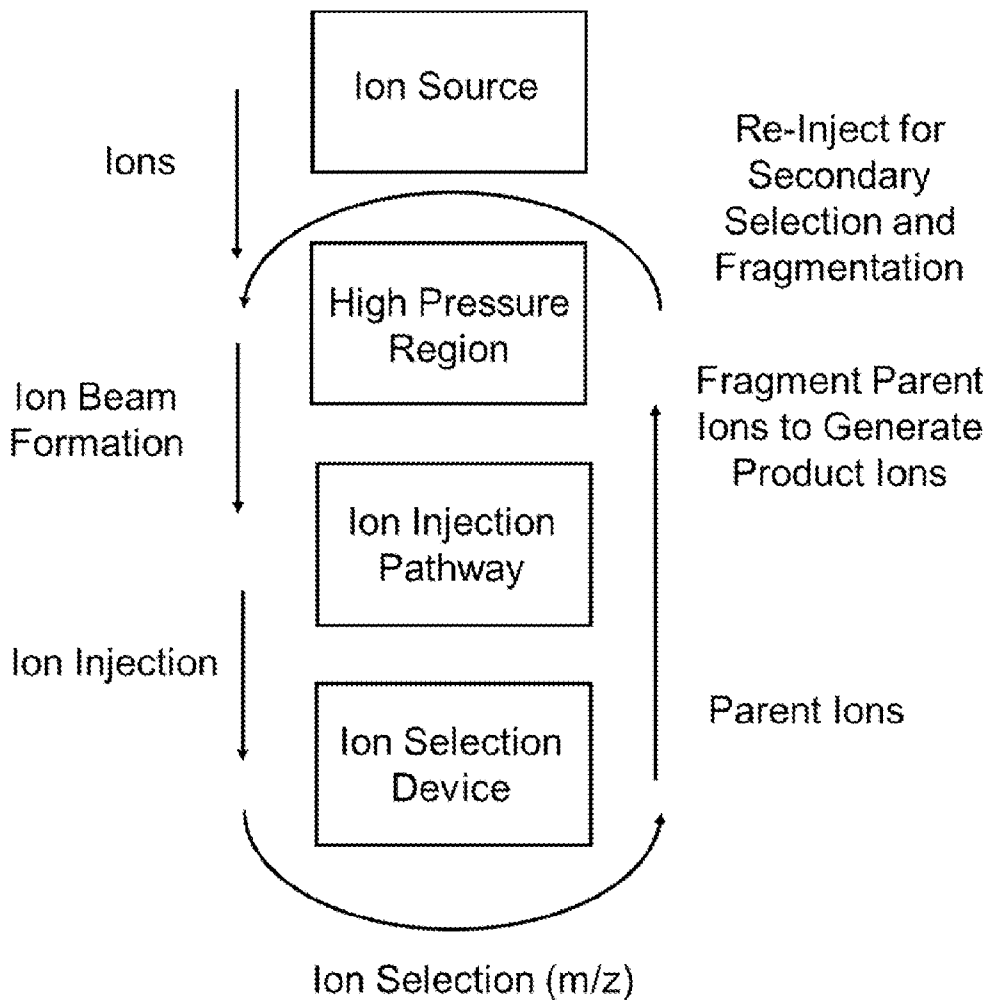 Ion Source
Ions
Re-Inject for
Secondary
Selection and
Fragmentation
High Pressure
Region
Ion Beam
Formation
Fragment Parent
Ions to Generate
Product Ions
Ion Injection
Pathway
Ion Injection
Parent Ions
Ion Selection
Device
Ion Selection (m/z)